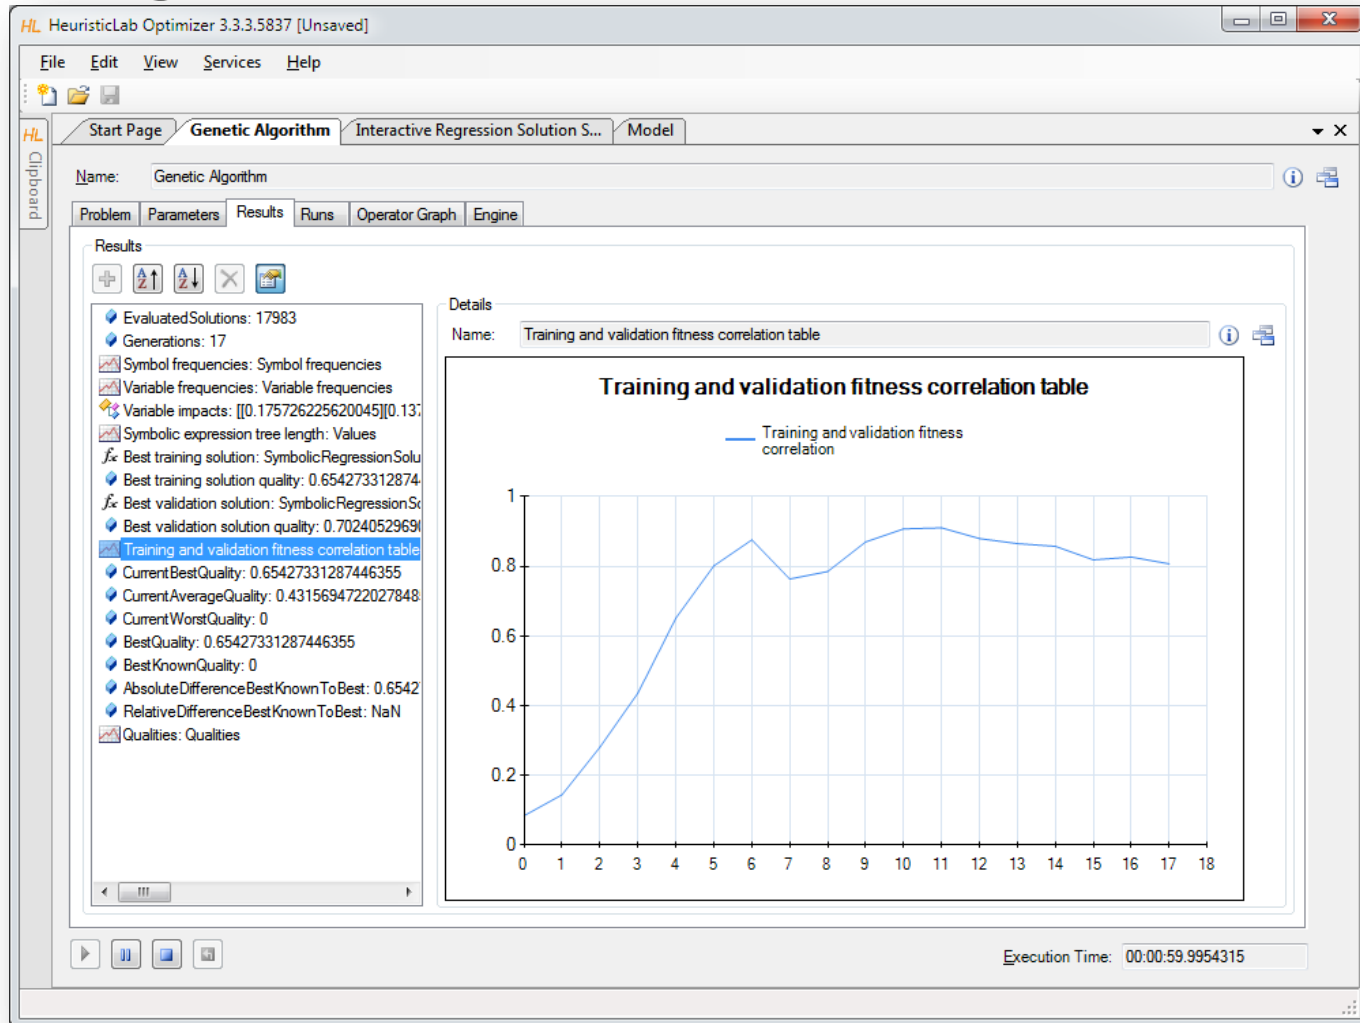 HL HeuristicLab Optimizer 3.3.3.5837 [Unsaved]
File Edit View Services Help
HL Clipboard
Start Page Genetic Algorithm Interactive Regression Solution S... Model
Name: Genetic Algorithm
Problem Parameters Results Runs Operator Graph Engine
Results
EvaluatedSolutions: 17983
Generations: 17
Symbol frequencies: Symbol frequencies
Variable frequencies: Variable frequencies
Variable impacts: [[0.175726225620045][0.137
Symbolic expression tree length: Values
Best training solution: SymbolicRegressionSolu
Best training solution quality: 0.654273312874
Best validation solution: SymbolicRegressionSo
Best validation solution quality: 0.7024052969
Training and validation fitness correlation table
CurrentBestQuality: 0.65427331287446355
CurrentAverageQuality: 0.431569472202784
CurrentWorstQuality: 0
BestQuality: 0.65427331287446355
BestKnownQuality: 0
AbsoluteDifferenceBestKnownToBest: 0.6542
RelativeDifferenceBestKnownToBest: NaN
Qualities: Qualities
Details
Name: Training and validation fitness correlation table
Training and validation fitness correlation table
Training and validation fitness
correlation
1
0.8
0.6
0.4
0.2
0
0 1 2 3 4 5 6 7 8 9 10 11 12 13 14 15 16 17 18
Execution Time: 00:00:59.9954315